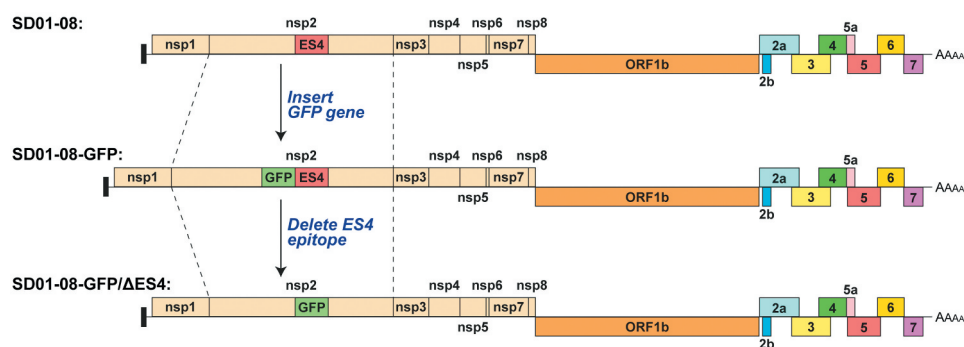 SD01-08:
nsp2
nsp4 nsp6 nsp8
5a
nsp1 ES4 nsp3 nsp7
2a 4 6
nsp5
ORF1b
3 5 7
2b
AAAA
Insert
GFP gene
SD01-08-GFP:
nsp2
nsp4 nsp6 nsp8
5a
nsp1 GFP ES4 nsp3 nsp7
2a 4 6
nsp5
ORF1b
3 5 7
2b
AAAA
Delete ES4
epitope
SD01-08-GFP/ΔES4:
nsp2
nsp4 nsp6 nsp8
5a
nsp1 GFP nsp3 nsp7
2a 4 6
nsp5
ORF1b
3 5 7
2b
AAAA